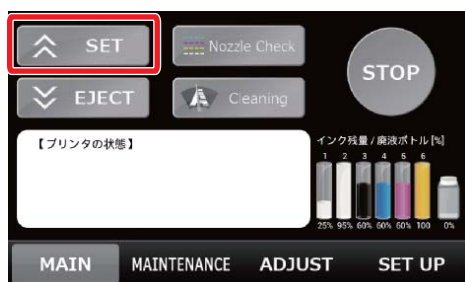 SET
Nozzle Check
STOP
EJECT
Cleaning
【プリンタの状態】
インク残量 / 廃液ボトル [%]
1 2 3 4 5 6
25% 95% 60% 60% 60% 100 0%
MAIN MAINTENANCE ADJUST SET UP